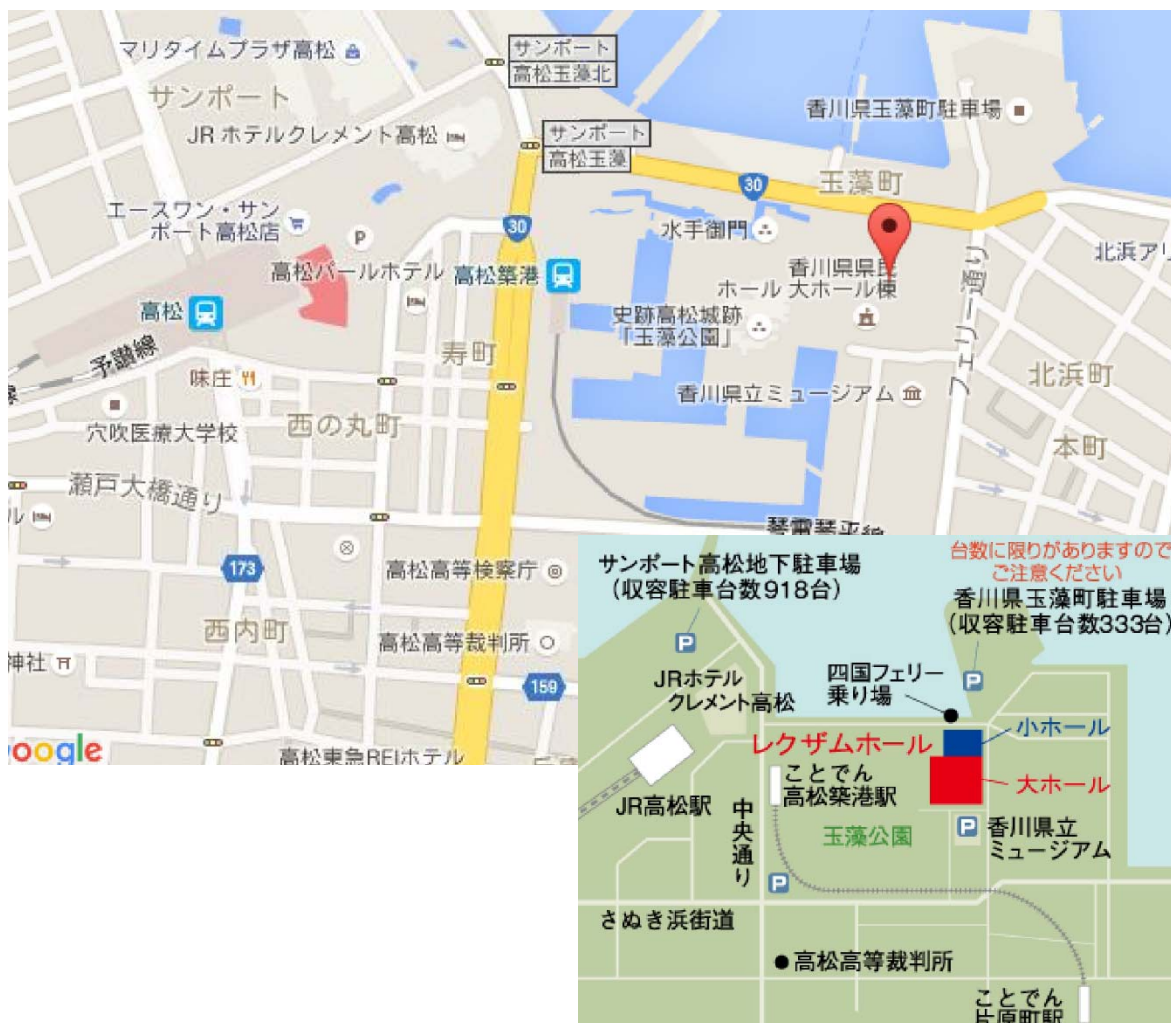 マリタイムプラザ高松
サンポート
高松玉藻北
サンポート
香川県玉藻町駐車場
JR ホテルクレメント高松
サンポート
高松玉藻
30
玉藻町
エースワン・サン
ポート高松店
P
30
水手御門
北浜アリ
高松パールホテル
高松築港
香川県県民
ホール 大ホール棟
フェリー通り
高松
史跡高松城跡
「玉藻公園」
予讃線
寿町
味庄
香川県立ミュージアム
北浜町
西の丸町
穴吹医療大学校
本町
瀬戸大橋通り
ル
琴電琴平線
173
高松高等検察庁
西内町
高松高等裁判所
神社
159
oogle
高松東急REIホテル
サンポート高松地下駐車場
(収容駐車台数918台)
台数に限りがありますので
ご注意ください
香川県玉藻町駐車場
(収容駐車台数333台)
P
JRホテル
クレメント高松
四国フェリー
乗り場
P
レクザムホール
小ホール
ことでん
高松築港駅
大ホール
JR高松駅
中央通り
玉藻公園
P
香川県立
ミュージアム
P
さぬき浜街道
高松高等裁判所
ことでん
片原町駅